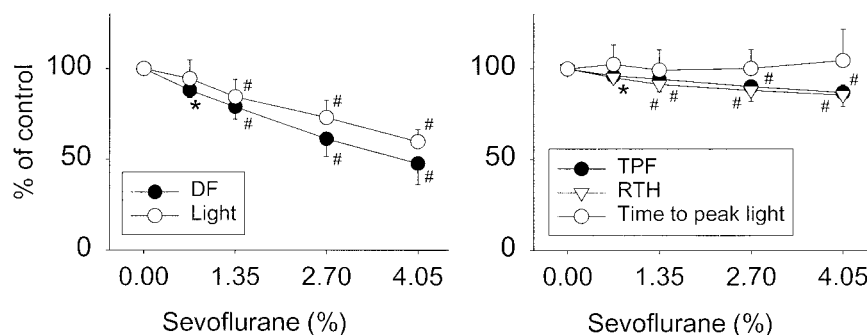 % of control
100
50
0
#
*
#
#
#
#
#
DF
Light
0.00 1.35 2.70 4.05
Sevoflurane (%)
100
50
0
*
# #
# #
# #
TPF
RTH
Time to peak light
0.00 1.35 2.70 4.05
Sevoflurane (%)